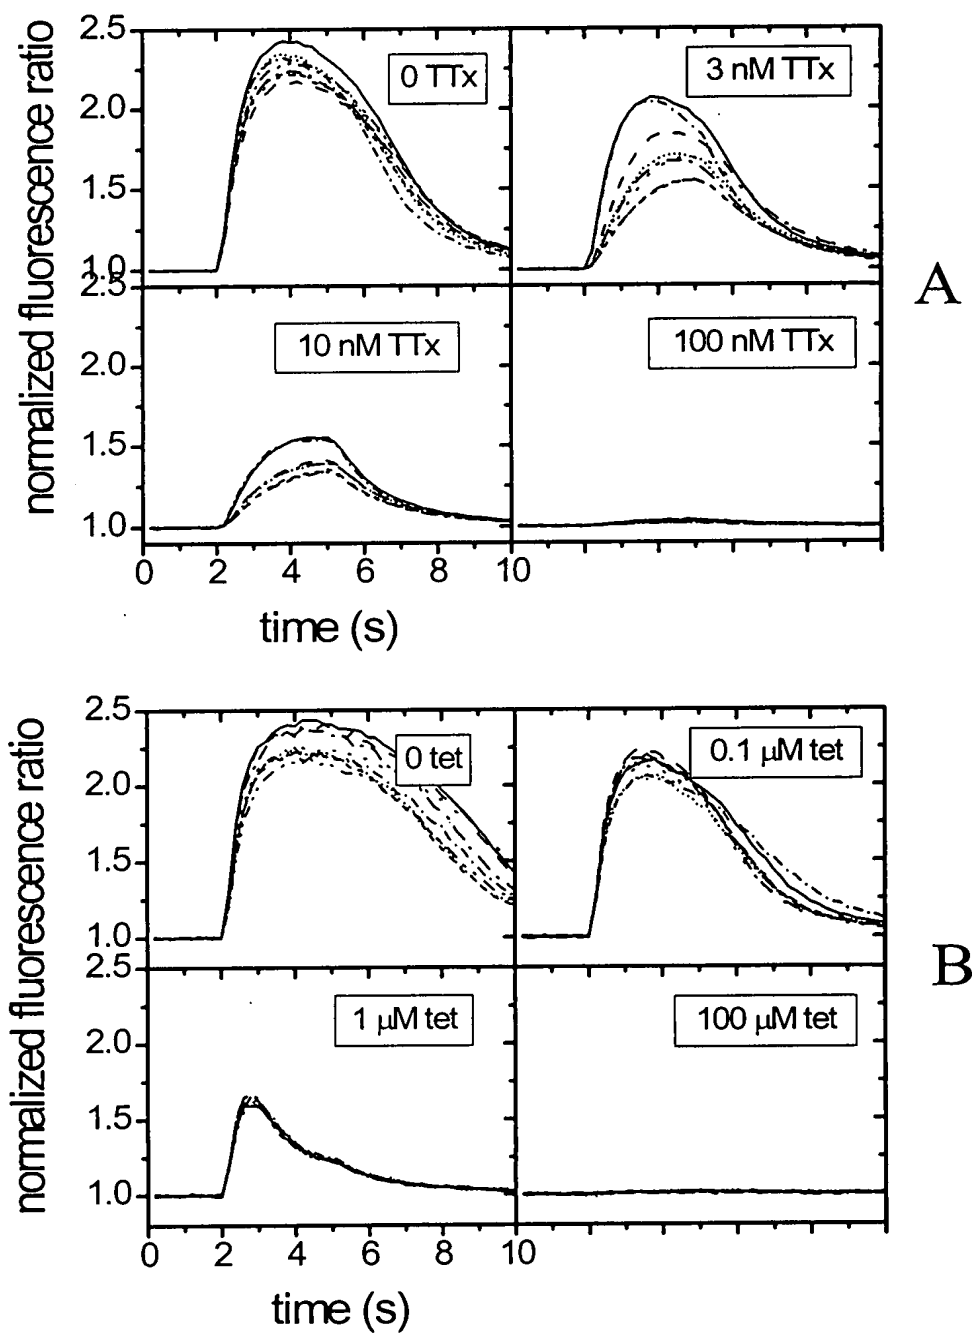 normalized fluorescence ratio
2.5
2.0
1.5
1.0
0 TTx
3 nM TTx
A
2.5
2.0
1.5
1.0
10 nM TTx
100 nM TTx
0 2 4 6 8 10
time (s)
normalized fluorescence ratio
2.5
2.0
1.5
1.0
0 tet
0.1 µM tet
B
2.5
2.0
1.5
1.0
1 µM tet
100 µM tet
0 2 4 6 8 10
time (s)